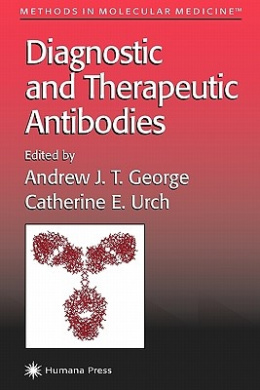 METHODS IN MOLECULAR MEDICINE™
Diagnostic
and Therapeutic
Antibodies
Edited by
Andrew J. T. George
Catherine E. Urch
Humana Press